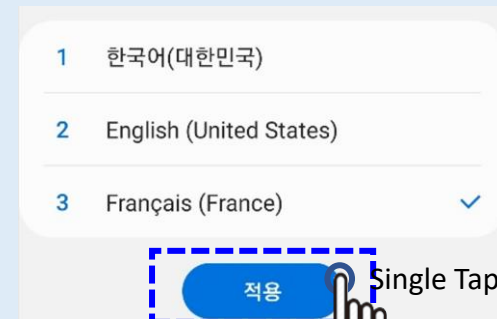 1 한국어(대한민국)
2 English (United States)
3 Français (France)
적용
Single Tap